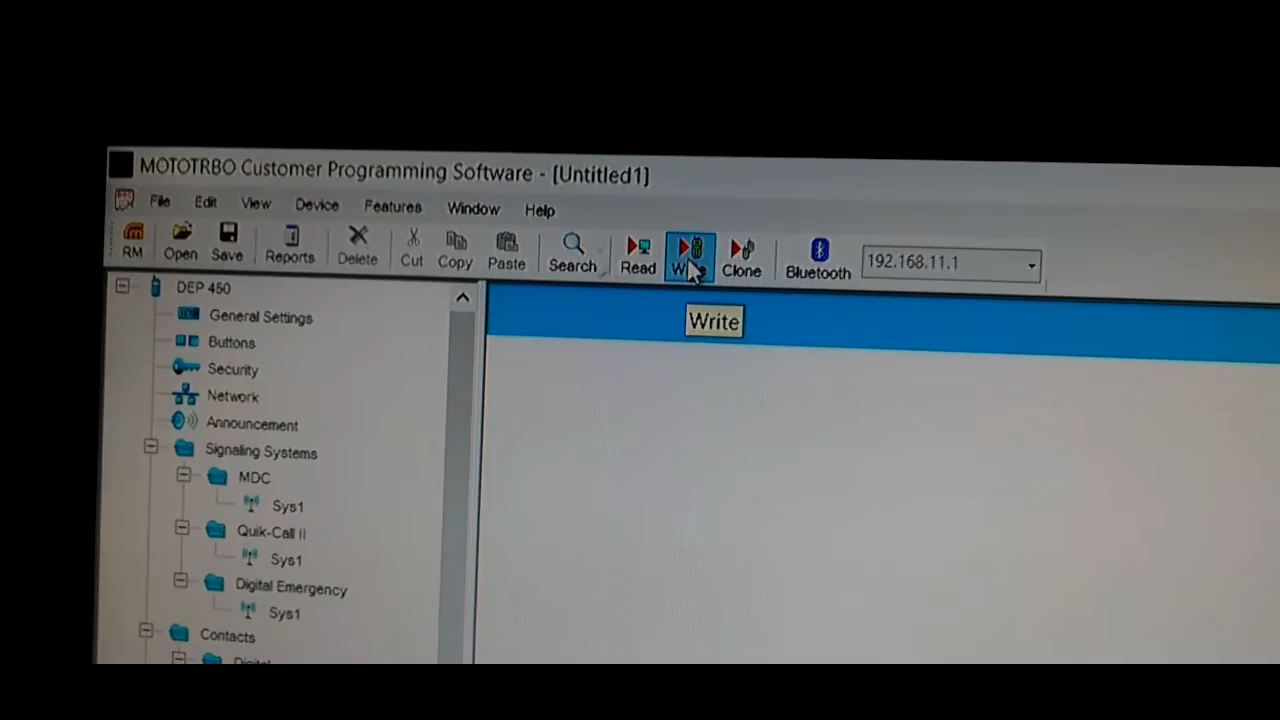 MOTOTRBO Customer Programming Software - [Untitled1]
File Edit View Device Features Window Help
RM Open Save Reports Delete Cut Copy Paste Search Read Write Clone Bluetooth 192.168.11.1
Write
DEP 450
General Settings
Buttons
Security
Network
Announcement
Signaling Systems
MDC
Sys1
Quik-Call II
Sys1
Digital Emergency
Sys1
Contacts
Digital